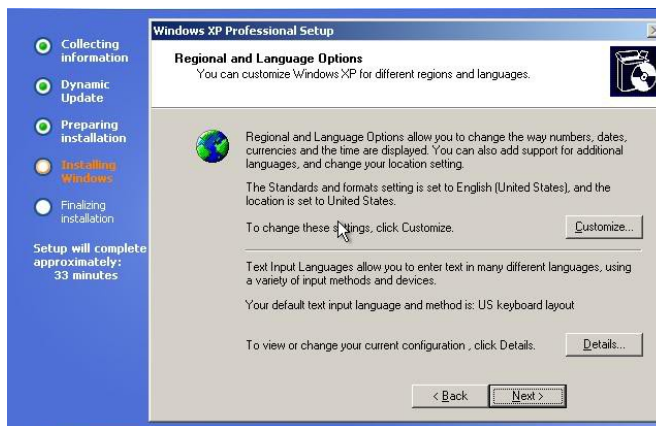 Collecting
information
Dynamic
Update
Preparing
installation
Installing
Windows
Finalizing
installation
Setup will complete
approximately:
33 minutes
Windows XP Professional Setup
Regional and Language Options
You can customize Windows XP for different regions and languages.
Regional and Language Options allow you to change the way numbers, dates,
currencies and the time are displayed. You can also add support for additional
languages, and change your location setting.
The Standards and formats setting is set to English (United States), and the
location is set to United States.
To change these settings, click Customize.
Customize...
Text Input Languages allow you to enter text in many different languages, using
a variety of input methods and devices.
Your default text input language and method is: US keyboard layout
To view or change your current configuration , click Details.
Details...
< Back
Next >